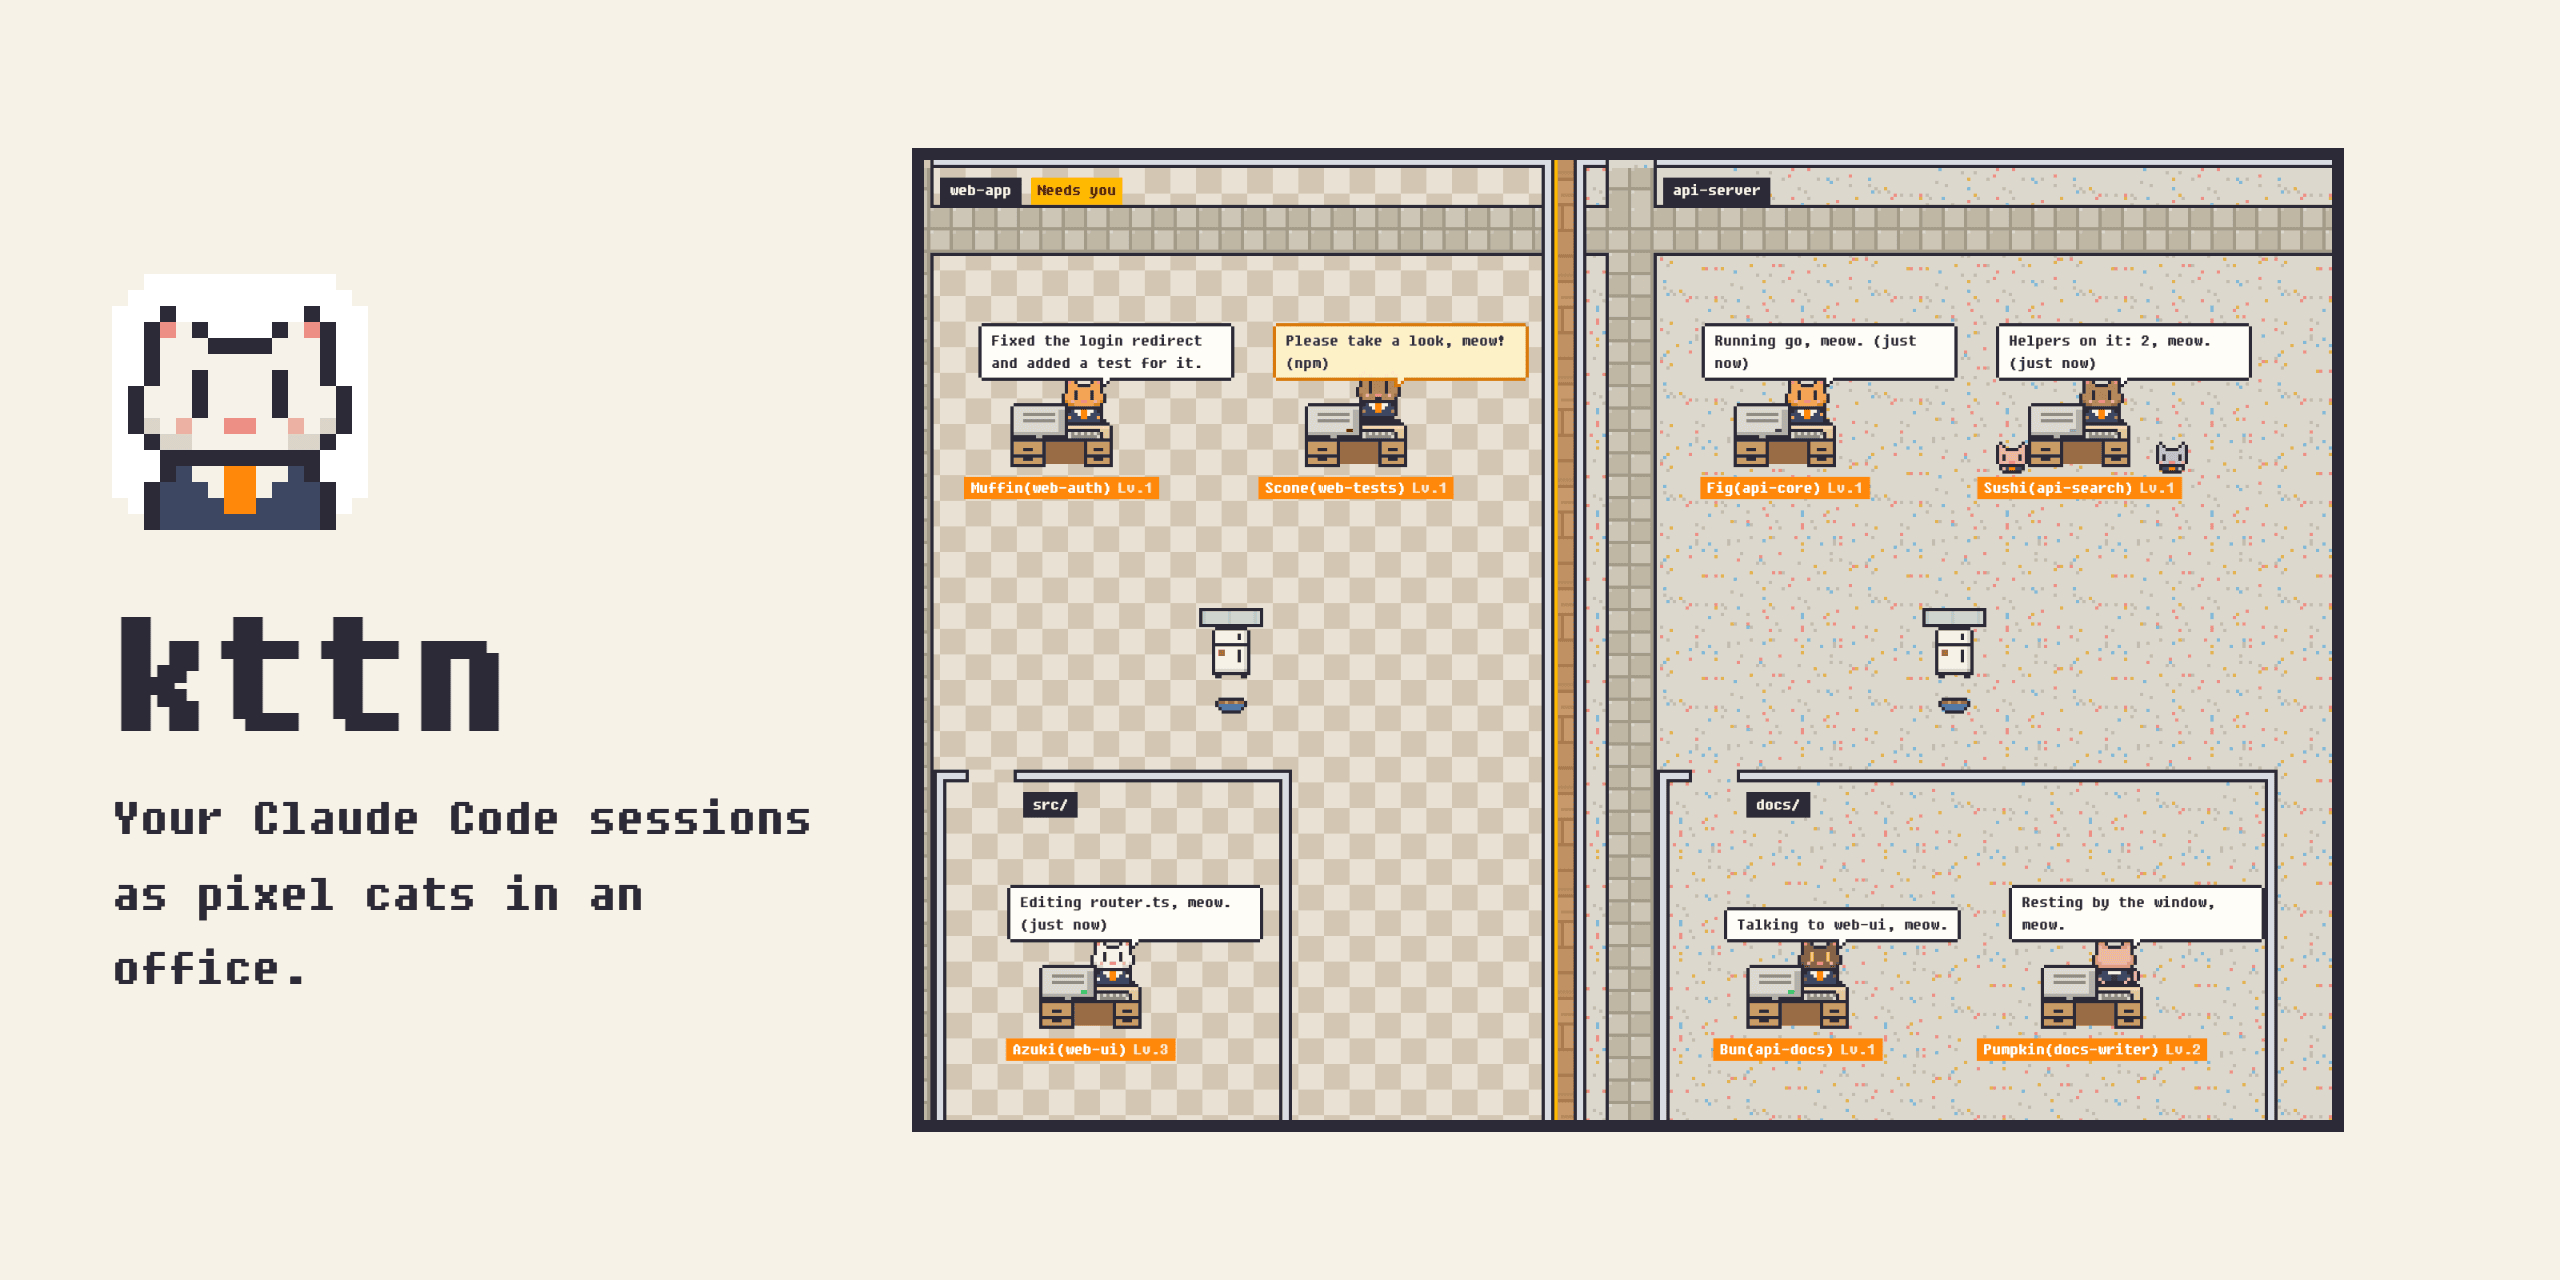 kttn
Your Claude Code sessions
as pixel cats in an
office.
web-app
Needs you
Fixed the login redirect
and added a test for it.
Muffin(web-auth) Lv.1
Please take a look, meow!
(npm)
Scone(web-tests) Lv.1
src/
Editing router.ts, meow.
(just now)
Azuki(web-ui) Lv.3
api-server
Running go, meow. (just
now)
Fig(api-core) Lv.1
Helpers on it: 2, meow.
(just now)
Sushi(api-search) Lv.1
docs/
Talking to web-ui, meow.
Bun(api-docs) Lv.1
Resting by the window,
meow.
Pumpkin(docs-writer) Lv.2